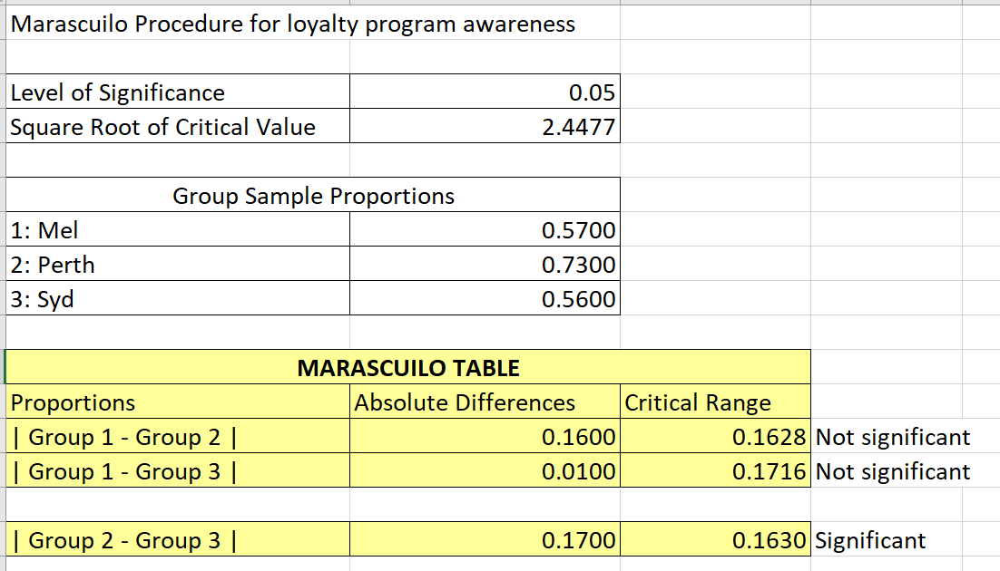 Marascuilo Procedure for loyalty program awareness
Level of Significance 0.05
Square Root of Critical Value 2.4477
Group Sample Proportions
1: Mel 0.5700
2: Perth 0.7300
3: Syd 0.5600
MARASCUILO TABLE
Proportions Absolute Differences Critical Range
| Group 1 - Group 2 | 0.1600 0.1628 Not significant
| Group 1 - Group 3 | 0.0100 0.1716 Not significant
| Group 2 - Group 3 | 0.1700 0.1630 Significant